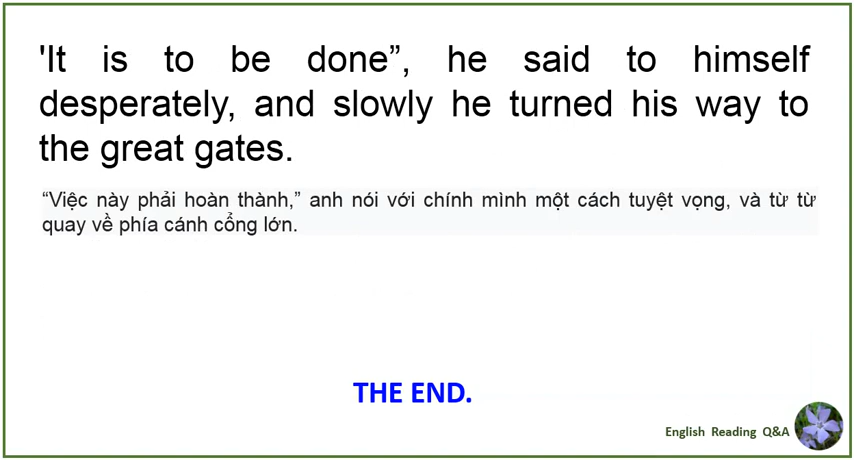 'It is to be done”, he said to himself
desperately, and slowly he turned his way to
the great gates.
“Việc này phải hoàn thành,” anh nói với chính mình một cách tuyệt vọng, và từ từ
quay về phía cánh cổng lớn.
THE END.
English Reading Q&A